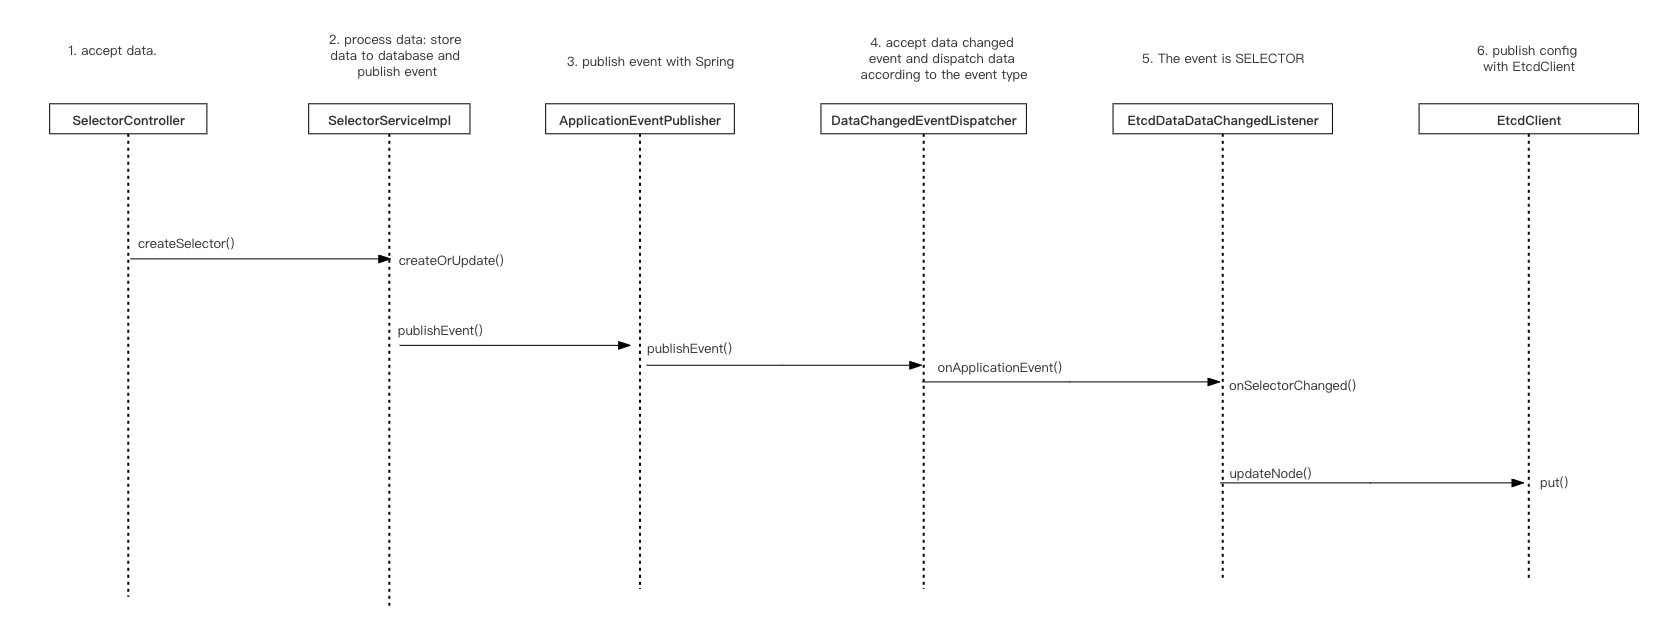 1. accept data.
2. process data: store
data to database and
publish event
3. publish event with Spring
4. accept data changed
event and dispatch data
according to the event type
5. The event is SELECTOR
6. publish config
with EtcdClient
SelectorController
SelectorServiceImpl
ApplicationEventPublisher
DataChangedEventDispatcher
EtcdDataDataChangedListener
EtcdClient
createSelector()
createOrUpdate()
publishEvent()
publishEvent()
onApplicationEvent()
onSelectorChanged()
updateNode()
put()